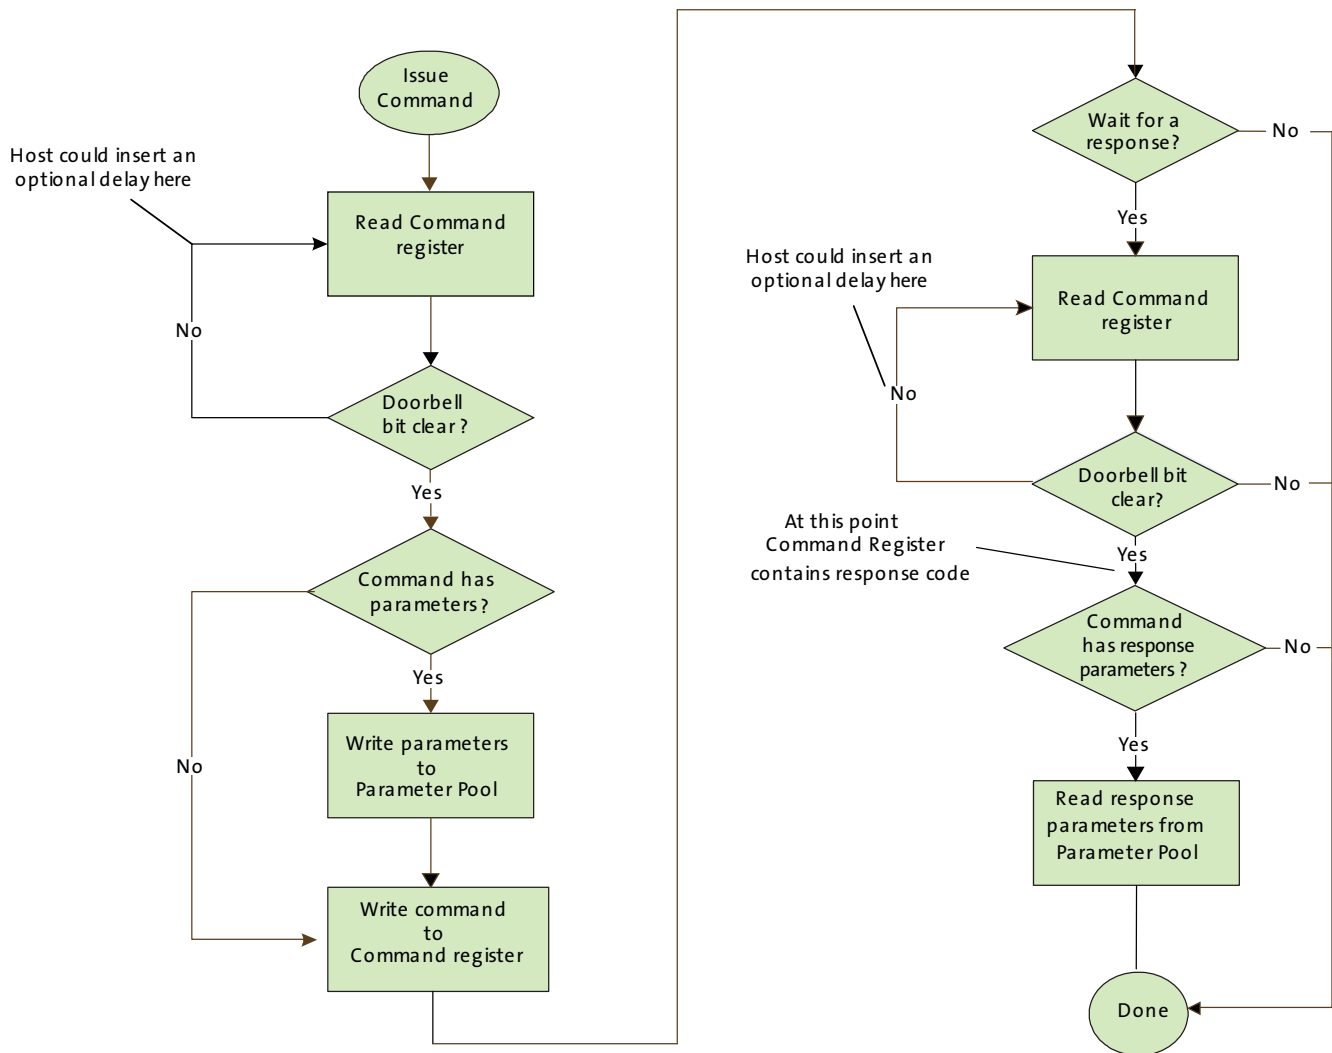 Issue
Command
Host could insert an
optional delay here
Read Command
register
No
Doorbell
bit clear ?
Yes
Command has
parameters?
Yes
No
Write parameters
to
Parameter Pool
Write command
to
Command register
Wait for a
response?
No
Yes
Host could insert an
optional delay here
Read Command
register
No
Doorbell bit
clear?
No
At this point
Command Register
contains response code
Yes
Command
has response
parameters ?
No
Yes
Read response
parameters from
Parameter Pool
Done